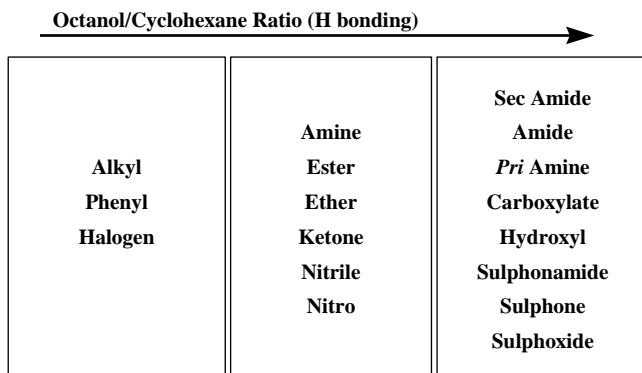 Octanol/Cyclohexane Ratio (H bonding)
Alkyl
Phenyl
Halogen
Amine
Ester
Ether
Ketone
Nitrile
Nitro
Sec Amide
Amide
Pri Amine
Carboxylate
Hydroxyl
Sulphonamide
Sulphone
Sulphoxide